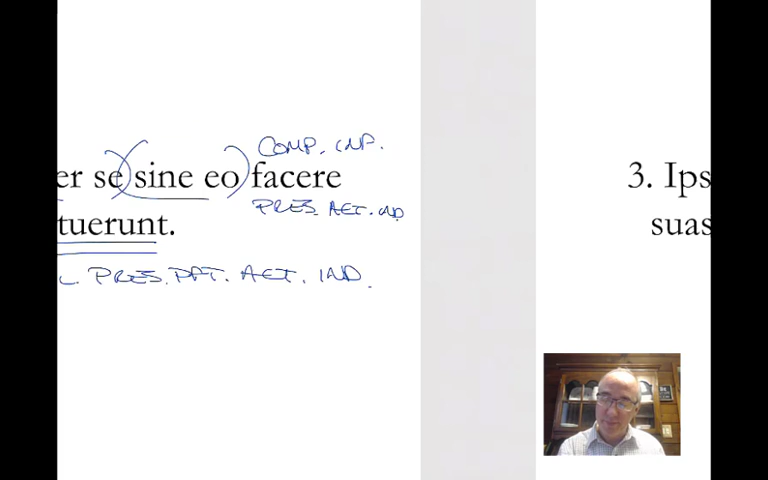 COMP. INF.
er se sine eo facere
PRES. ACT. IND
tuerunt.
L PRES. PFT. ACT. IND.
3. Ips
suas